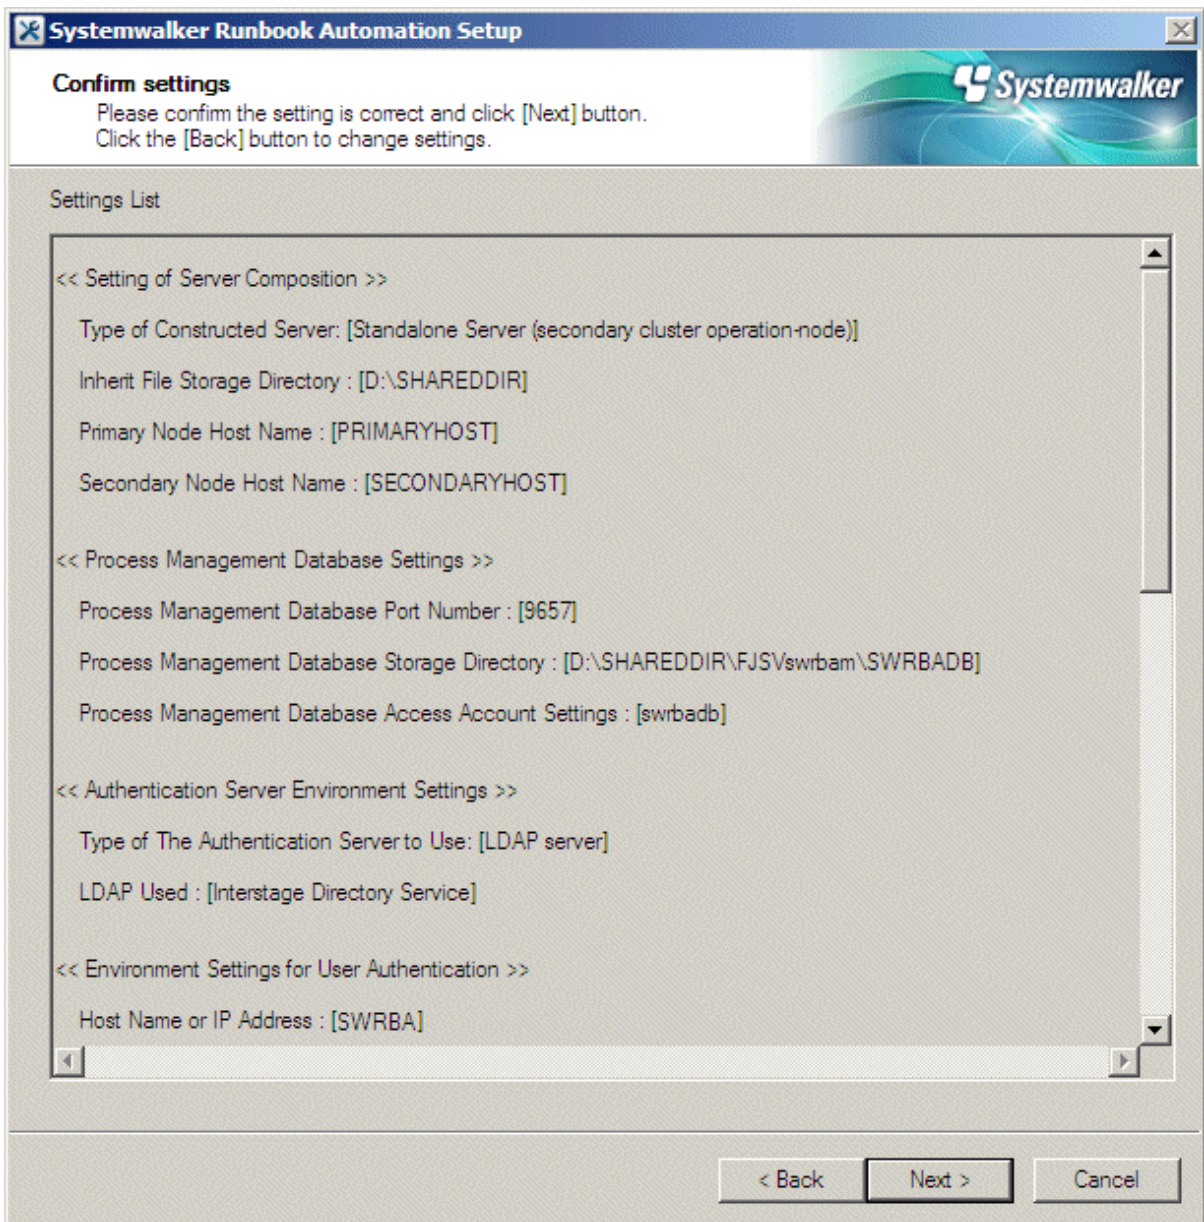 Systemwalker Runbook Automation Setup
Confirm settings
Please confirm the setting is correct and click [Next] button.
Click the [Back] button to change settings.
Systemwalker
Settings List
<< Setting of Server Composition >>
Type of Constructed Server: [Standalone Server (secondary cluster operation-node)]
Inherit File Storage Directory : [D:\SHAREDDIR]
Primary Node Host Name : [PRIMARYHOST]
Secondary Node Host Name : [SECONDARYHOST]
<< Process Management Database Settings >>
Process Management Database Port Number : [9657]
Process Management Database Storage Directory : [D:\SHAREDDIR\FJSVswrbam\SWRBADB]
Process Management Database Access Account Settings : [swrbadb]
<< Authentication Server Environment Settings >>
Type of The Authentication Server to Use: [LDAP server]
LDAP Used : [Interstage Directory Service]
<< Environment Settings for User Authentication >>
Host Name or IP Address : [SWRBA]
< Back Next > Cancel